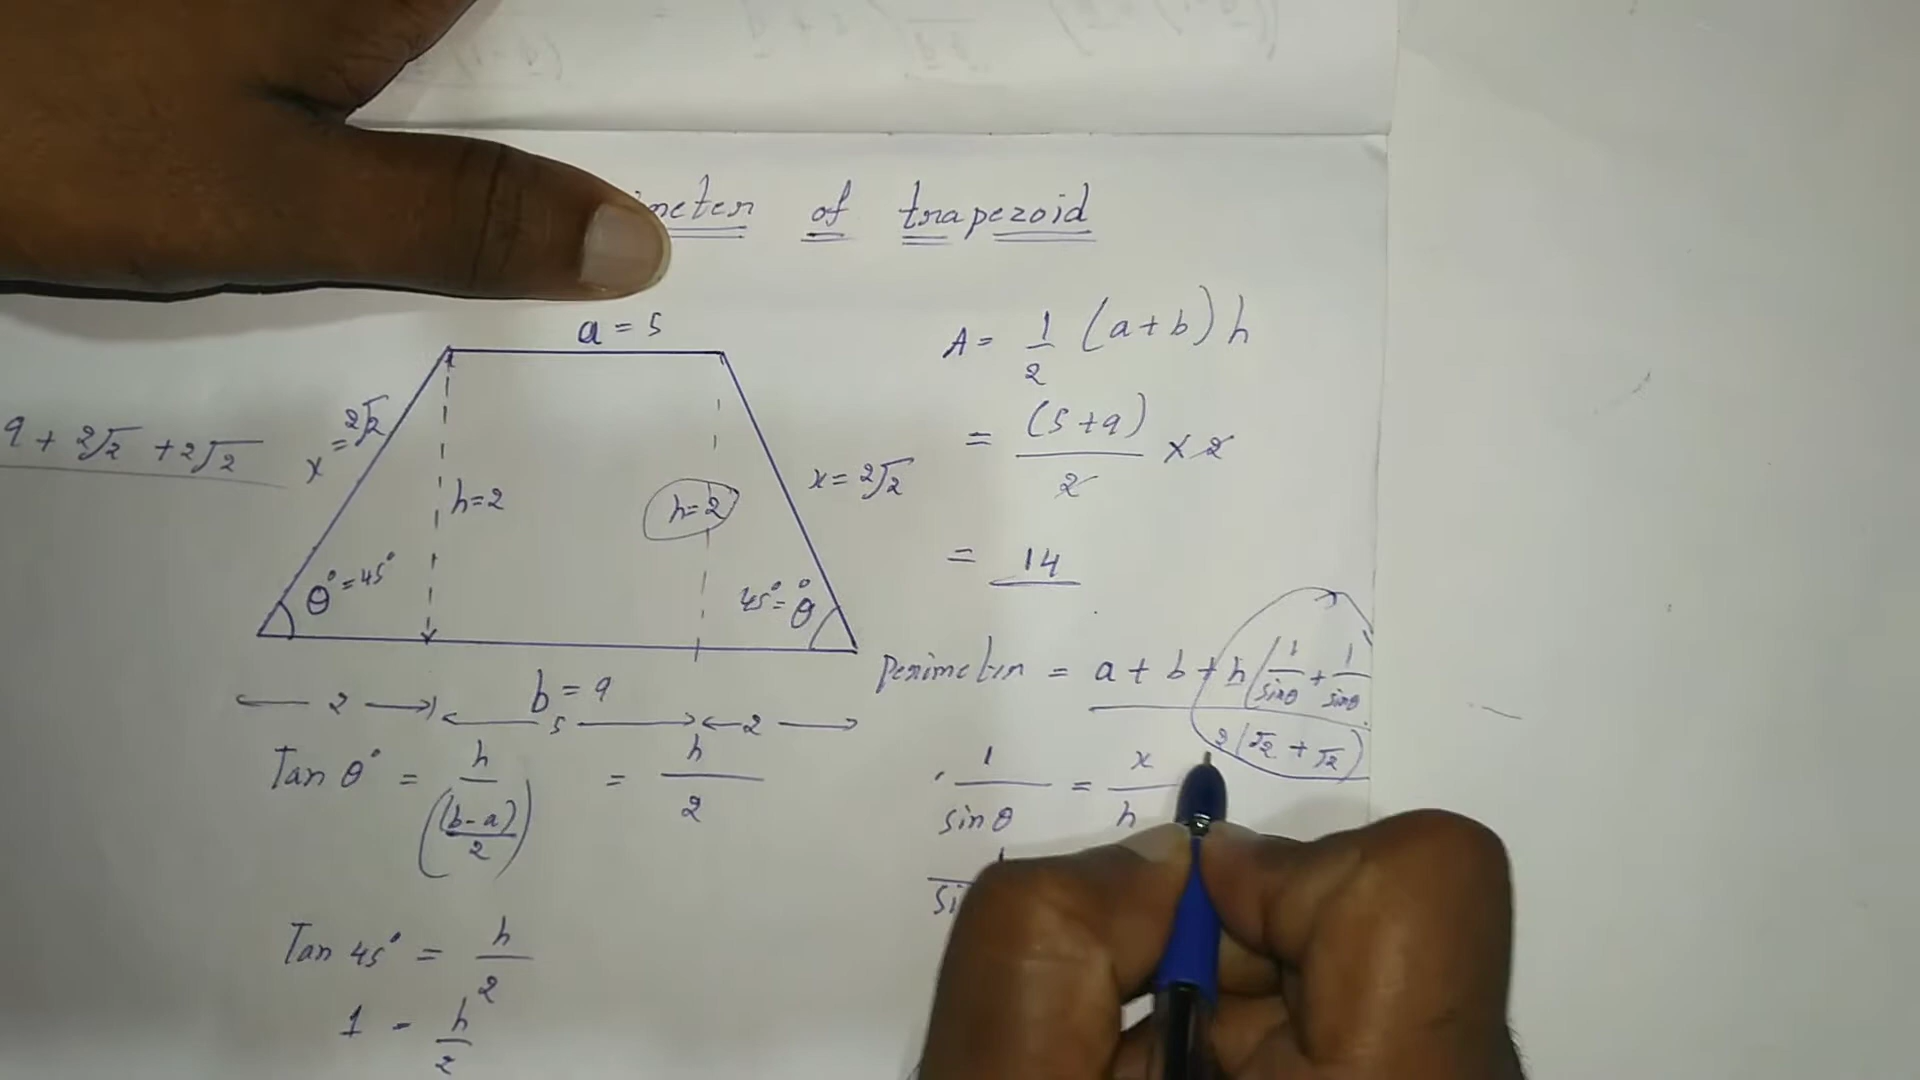 of trapezoid
a = 5
A = 1/2 (a+b) h
= (5+9)/2 × 2
= 14
9 + 2√2 + 2√2
x = 2√2
h=2
h=2
x = 2√2
θ° = 45°
45° = θ°
b = 9
2
5
2
perimeter = a + b + h(1/sinθ + 1/sinθ
2(√2 + √2)
Tan θ° = h/((b-a)/2) = h/2
1/sinθ = x/h
Tan 45° = h/2
1 = h/2